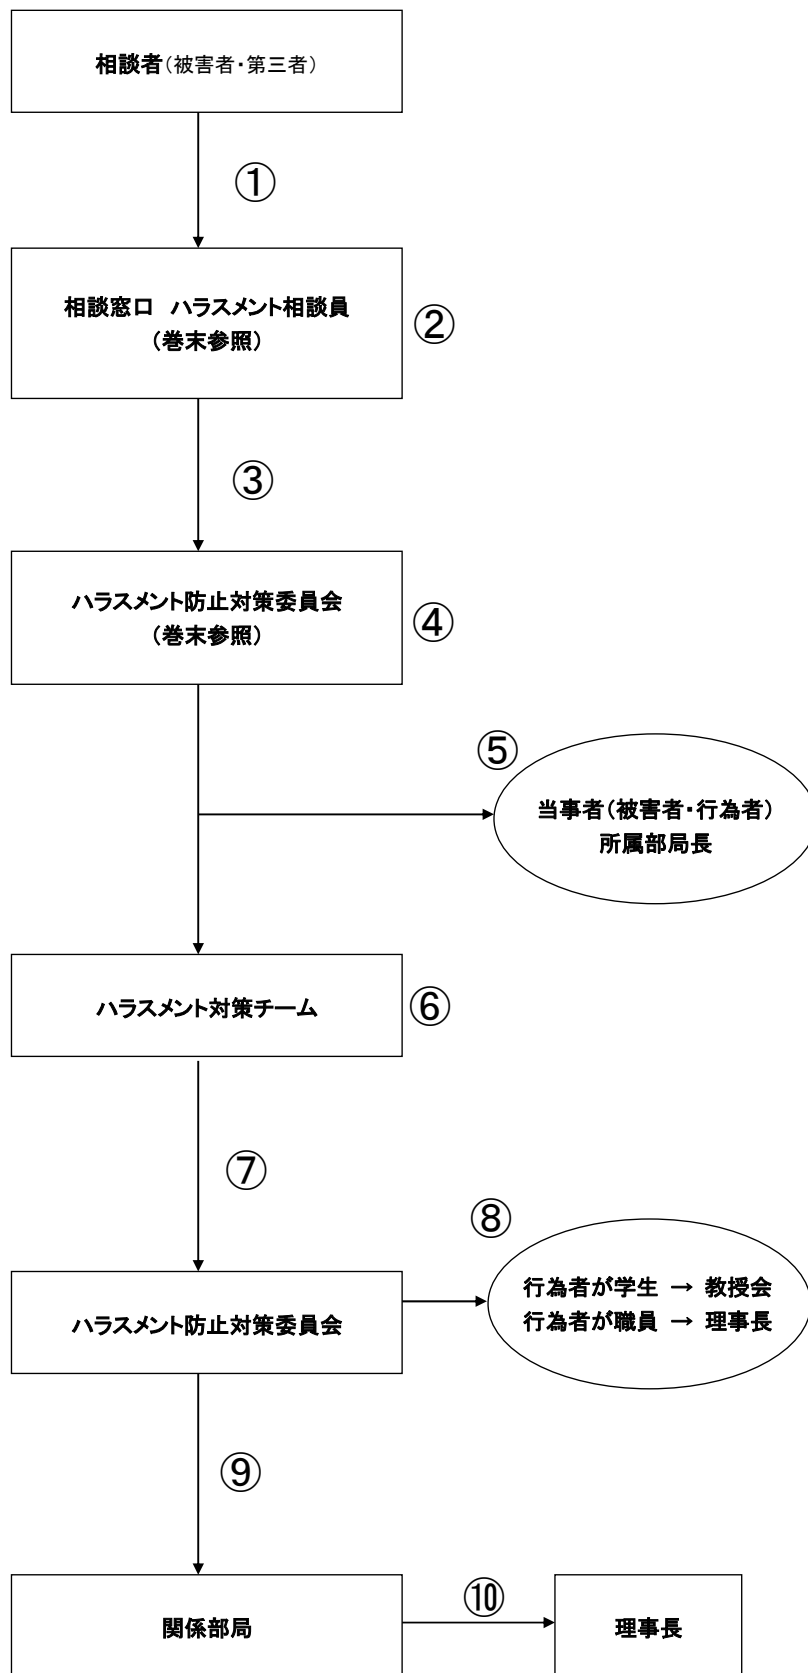 相談者(被害者・第三者)
①
相談窓口　ハラスメント相談員
(巻末参照)
②
③
ハラスメント防止対策委員会
(巻末参照)
④
⑤
当事者(被害者・行為者)
所属部局長
ハラスメント対策チーム
⑥
⑦
⑧
行為者が学生 → 教授会
行為者が職員 → 理事長
ハラスメント防止対策委員会
⑨
関係部局
⑩
理事長